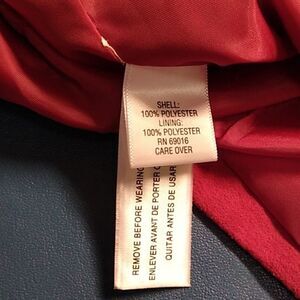 SHELL:
100% POLYESTER
LINING:
100% POLYESTER
RN 69016
CARE OVER
REMOVE BEFORE WEARING
ENLEVER AVANT DE PORTER
QUITAR ANTES DE USAR